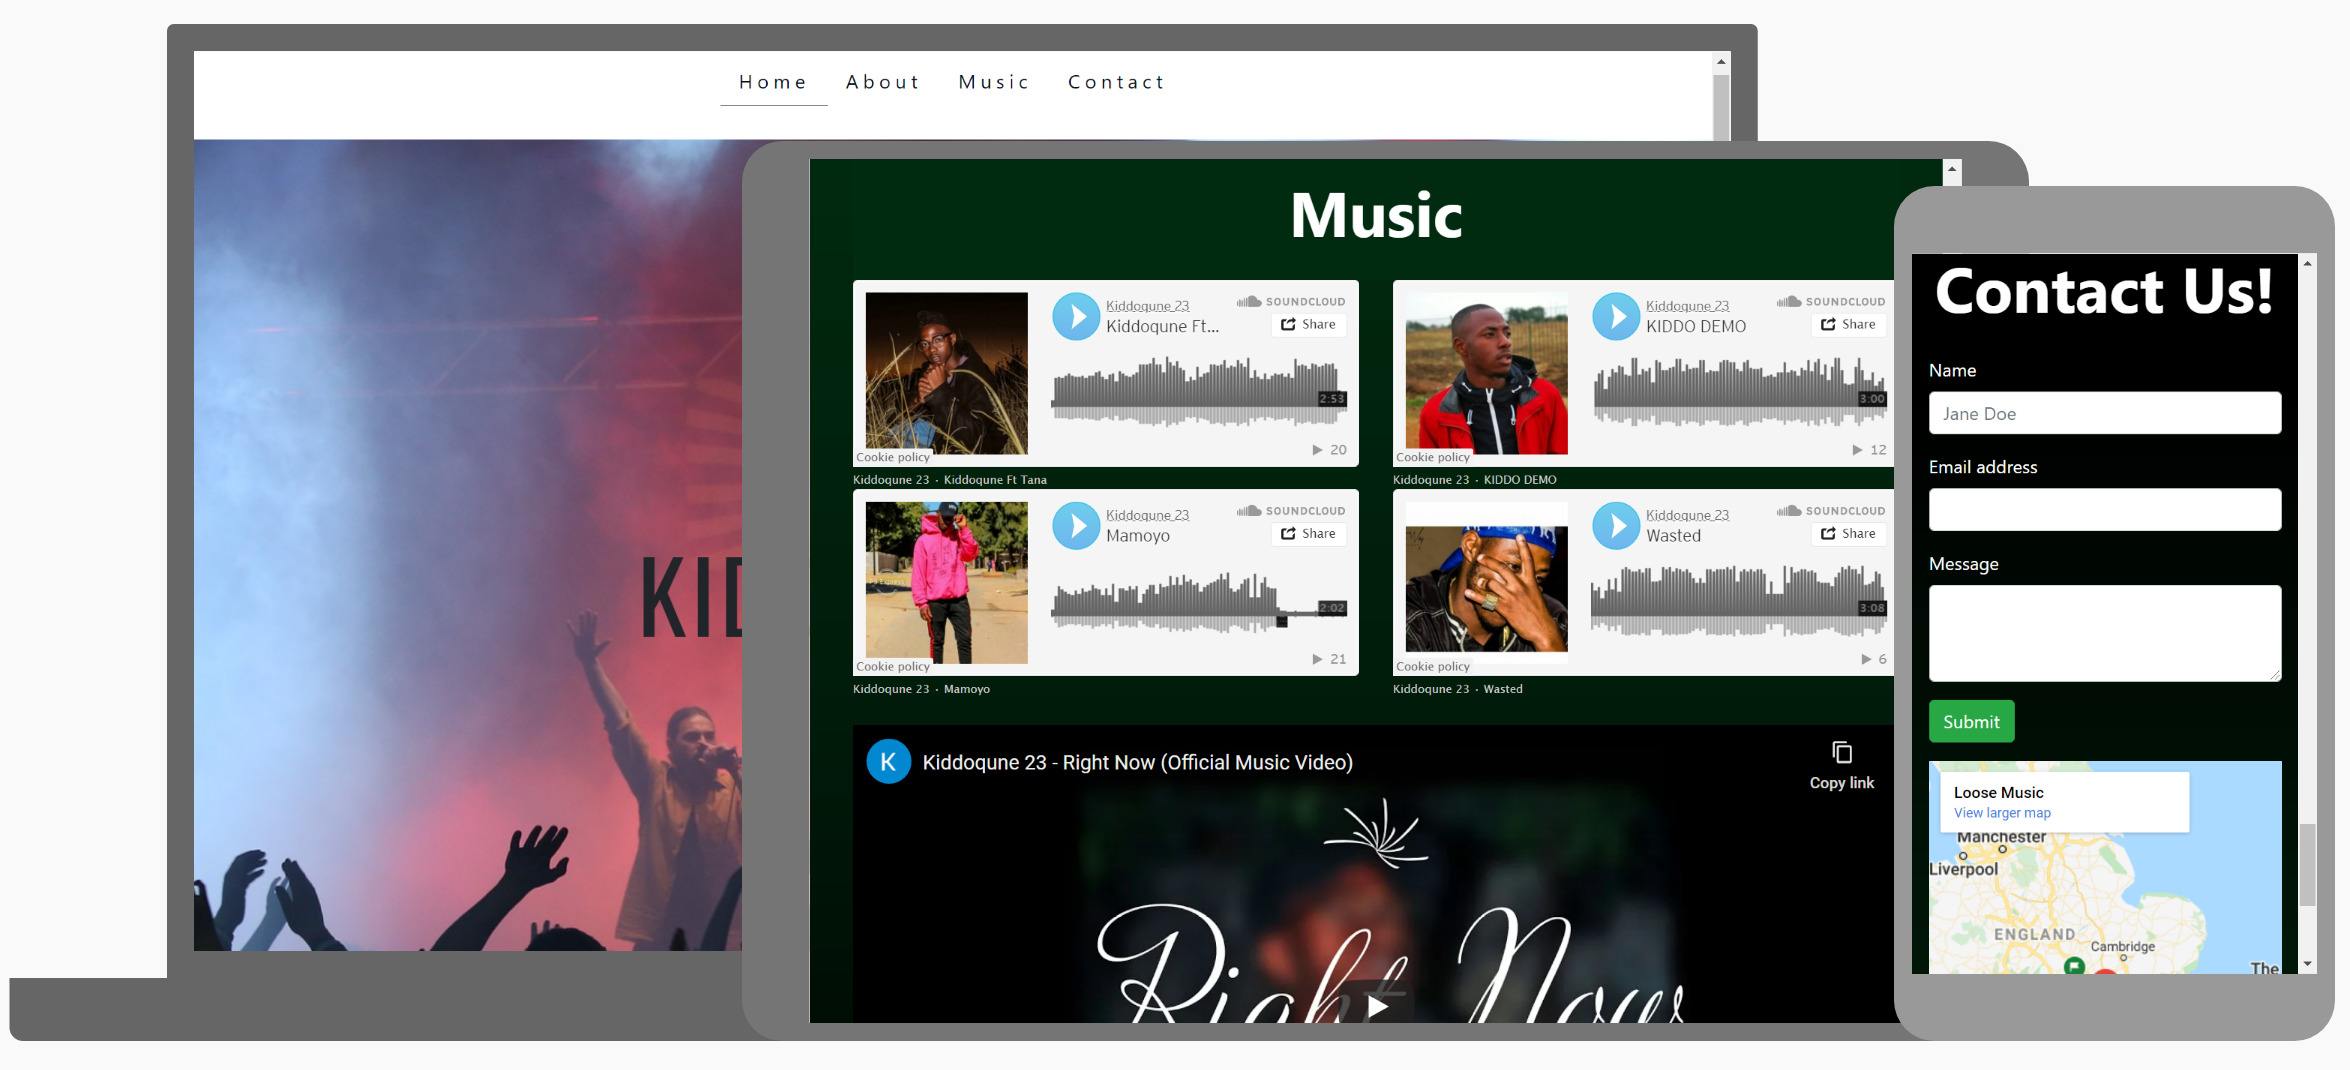 Home About Music Contact
KID
Music
Kiddoqune 23
SOUNDCLOUD
Kiddoqune Ft...
Share
2:53
20
Cookie policy
Kiddoqune 23 · Kiddoqune Ft Tana
Kiddoqune 23
SOUNDCLOUD
KIDDO DEMO
Share
3:00
12
Cookie policy
Kiddoqune 23 · KIDDO DEMO
Kiddoqune 23
SOUNDCLOUD
Mamoyo
Share
2:02
21
Cookie policy
Kiddoqune 23 · Mamoyo
Kiddoqune 23
SOUNDCLOUD
Wasted
Share
3:08
6
Cookie policy
Kiddoqune 23 · Wasted
K
Kiddoqune 23 - Right Now (Official Music Video)
Copy link
Right Now
Contact Us!
Name
Jane Doe
Email address
Message
Submit
Loose Music
View larger map
Manchester
Liverpool
ENGLAND
Cambridge
The